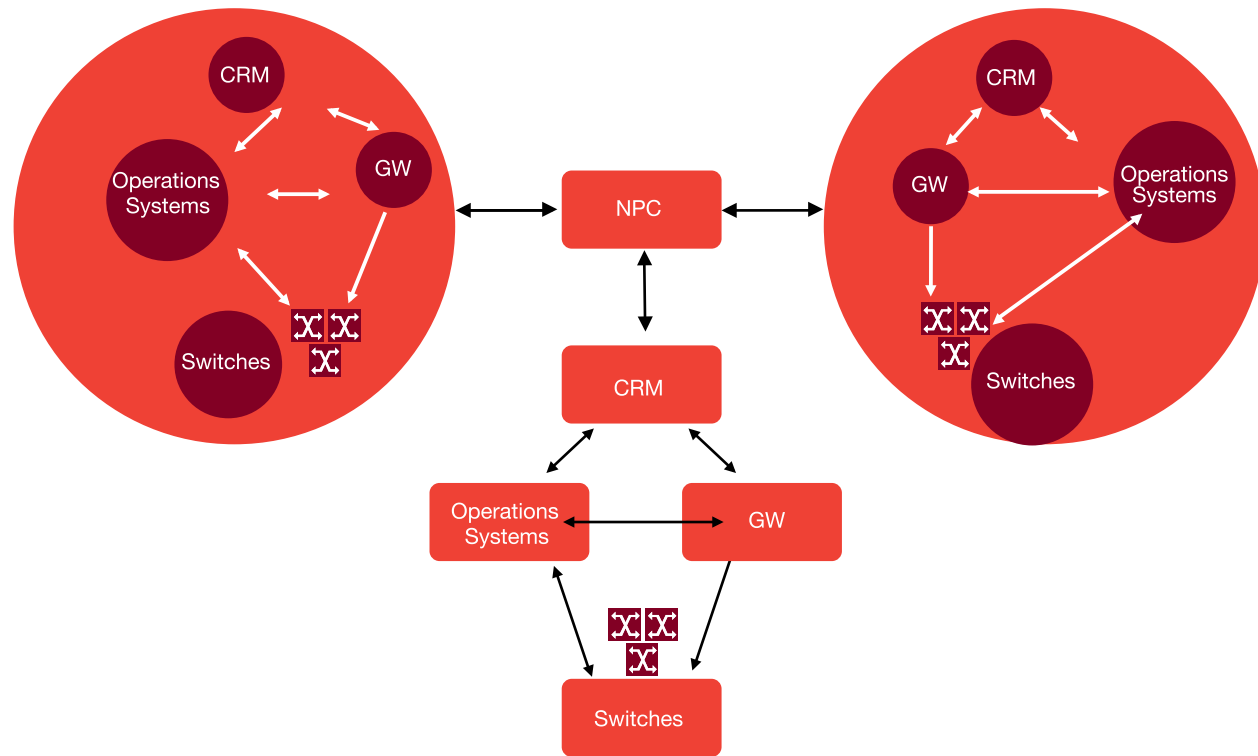 CRM
Operations
Systems
GW
Switches
NPC
CRM
GW
Operations
Systems
Switches
CRM
Operations
Systems
GW
Switches